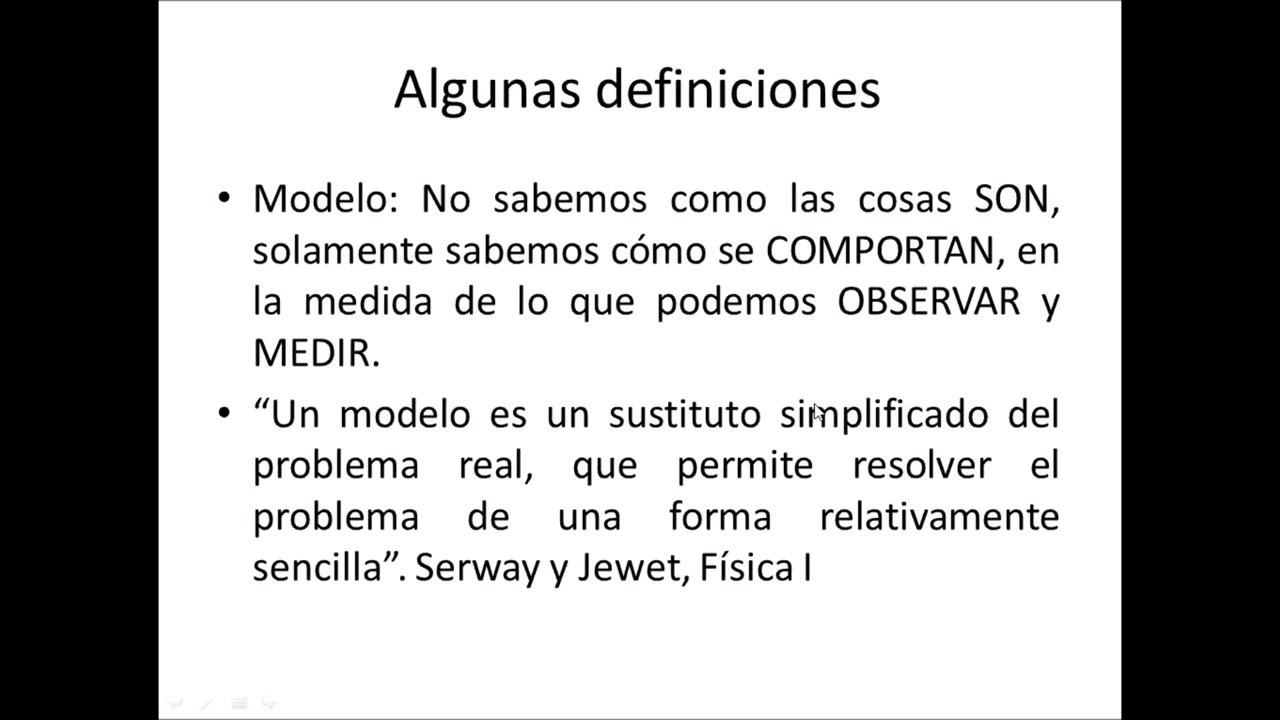 Algunas definiciones
• Modelo: No sabemos como las cosas SON,
solamente sabemos cómo se COMPORTAN, en
la medida de lo que podemos OBSERVAR y
MEDIR.
• “Un modelo es un sustituto simplificado del
problema real, que permite resolver el
problema de una forma relativamente
sencilla”. Serway y Jewet, Física I